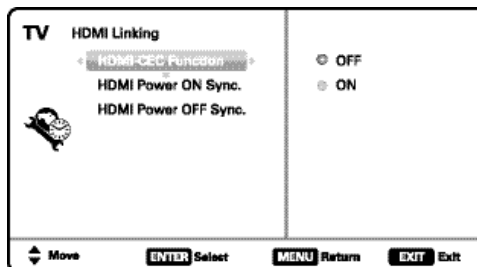 TV HDMI Linking
HDMI-CEC Function
OFF
HDMI Power ON Sync.
ON
HDMI Power OFF Sync.
Move ENTER Select MENU Return EXIT Exit